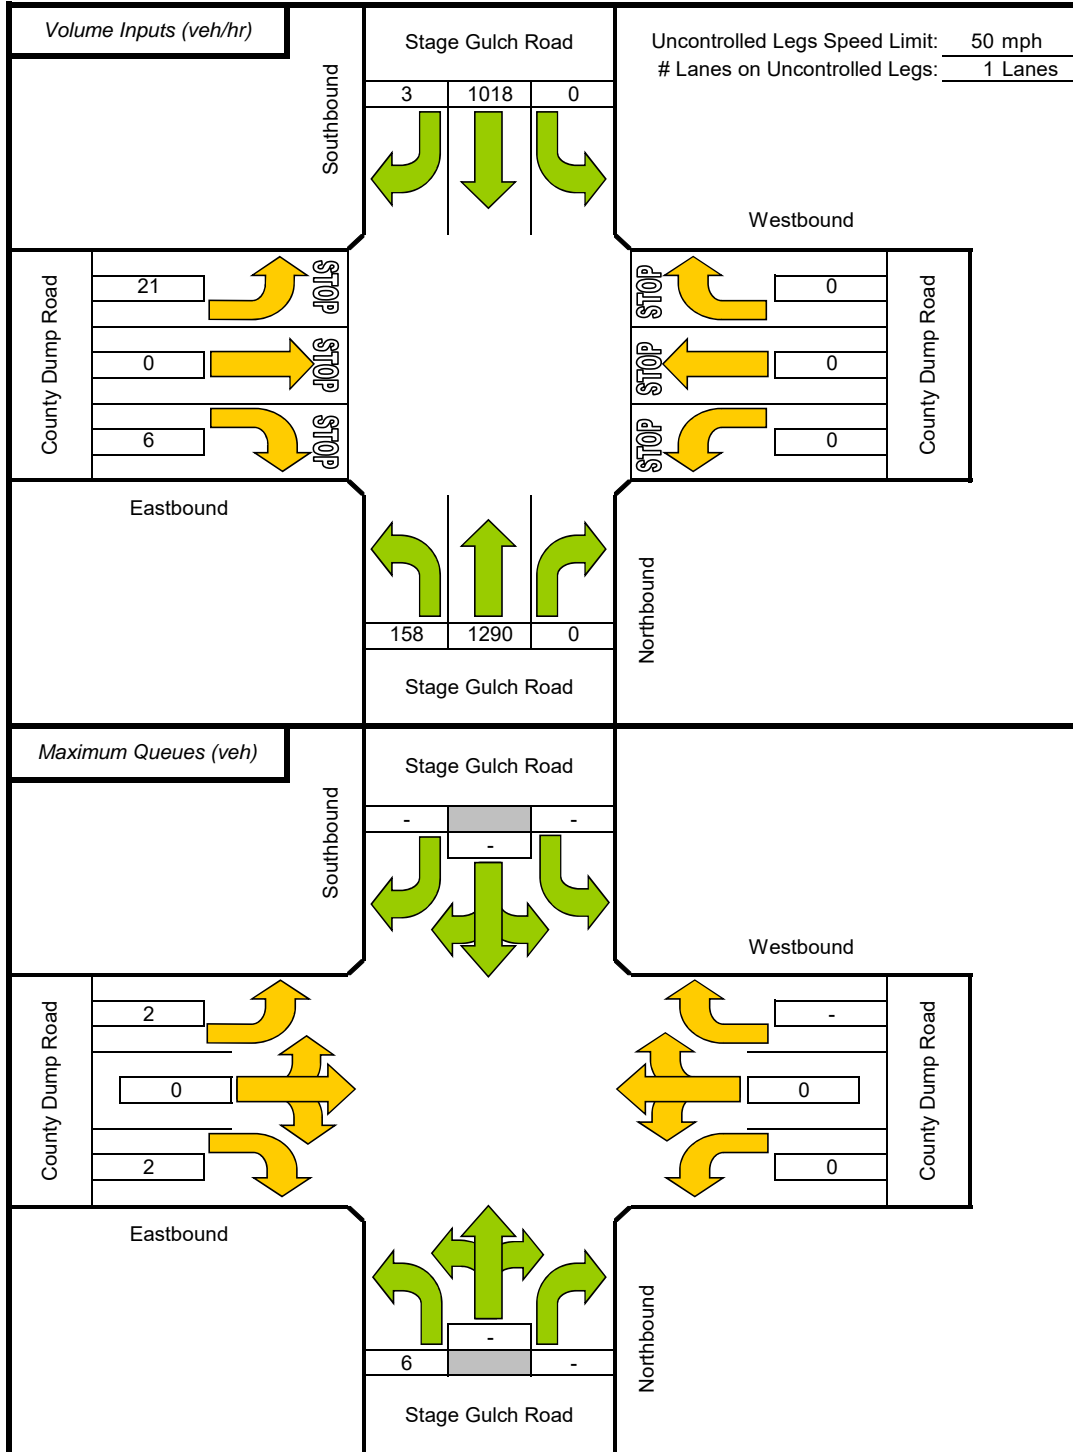 Volume Inputs (veh/hr)
Stage Gulch Road
Uncontrolled Legs Speed Limit: 50 mph
# Lanes on Uncontrolled Legs: 1 Lanes
Southbound
3 1018 0
Westbound
County Dump Road
21
STOP
STOP
0
County Dump Road
0
STOP
STOP
0
6
STOP
STOP
0
Eastbound
Northbound
158 1290 0
Stage Gulch Road
Maximum Queues (veh)
Stage Gulch Road
Southbound
- -
-
Westbound
County Dump Road
2
-
County Dump Road
0
0
2
0
Eastbound
Northbound
-
6 -
Stage Gulch Road